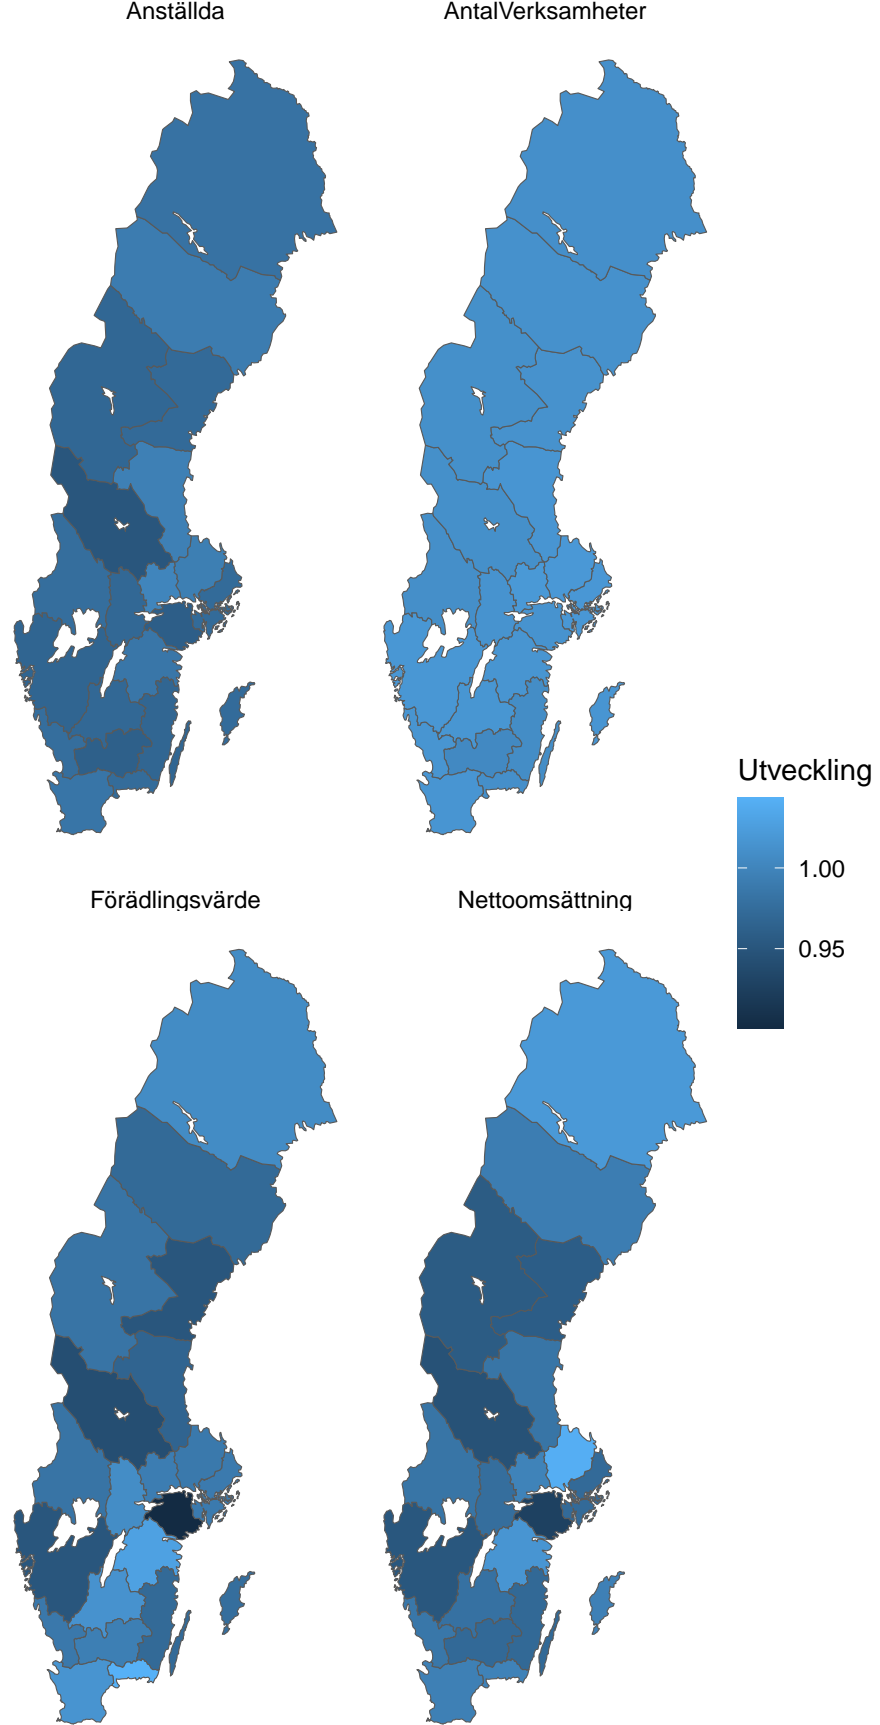 Anställda
AntalVerksamheter
Utveckling
1.00
0.95
Förädlingsvärde
Nettoomsättning